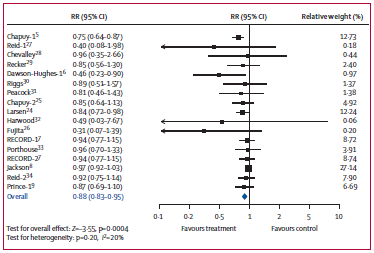 RR (95% CI) RR (95% CI) Relative weight (%)
Chapuy-1⁵ 0·75 (0·64–0·87) 12·73
Reid-1²⁷ 0·40 (0·08–1·98) 0·18
Chevalley²⁸ 0·96 (0·35–2·66) 0·44
Recker²⁹ 0·85 (0·56–1·30) 2·40
Dawson-Hughes-1⁶ 0·46 (0·23–0·90) 0·97
Riggs³⁰ 0·89 (0·51–1·57) 1·37
Peacock³¹ 0·81 (0·46–1·43) 1·38
Chapuy-2²⁵ 0·85 (0·64–1·13) 4·92
Larsen²⁴ 0·84 (0·73–0·98) 12·24
Harwood³² 0·49 (0·03–7·67) 0·06
Fujita²⁶ 0·31 (0·07–1·39) 0·20
RECORD-1⁷ 0·94 (0·77–1·15) 8·72
Porthouse³³ 0·96 (0·70–1·33) 3·91
RECORD-2⁷ 0·94 (0·77–1·15) 8·74
Jackson⁸ 0·97 (0·92–1·03) 27·14
Reid-2³⁴ 0·92 (0·75–1·14) 7·90
Prince-1⁹ 0·87 (0·69–1·10) 6·69
Overall 0·88 (0·83–0·95)
0·1 0·2 0·5 1 2 5 10
Test for overall effect: Z=–3·55, p=0·0004 Favours treatment Favours control
Test for heterogeneity: p=0·20, I²=20%